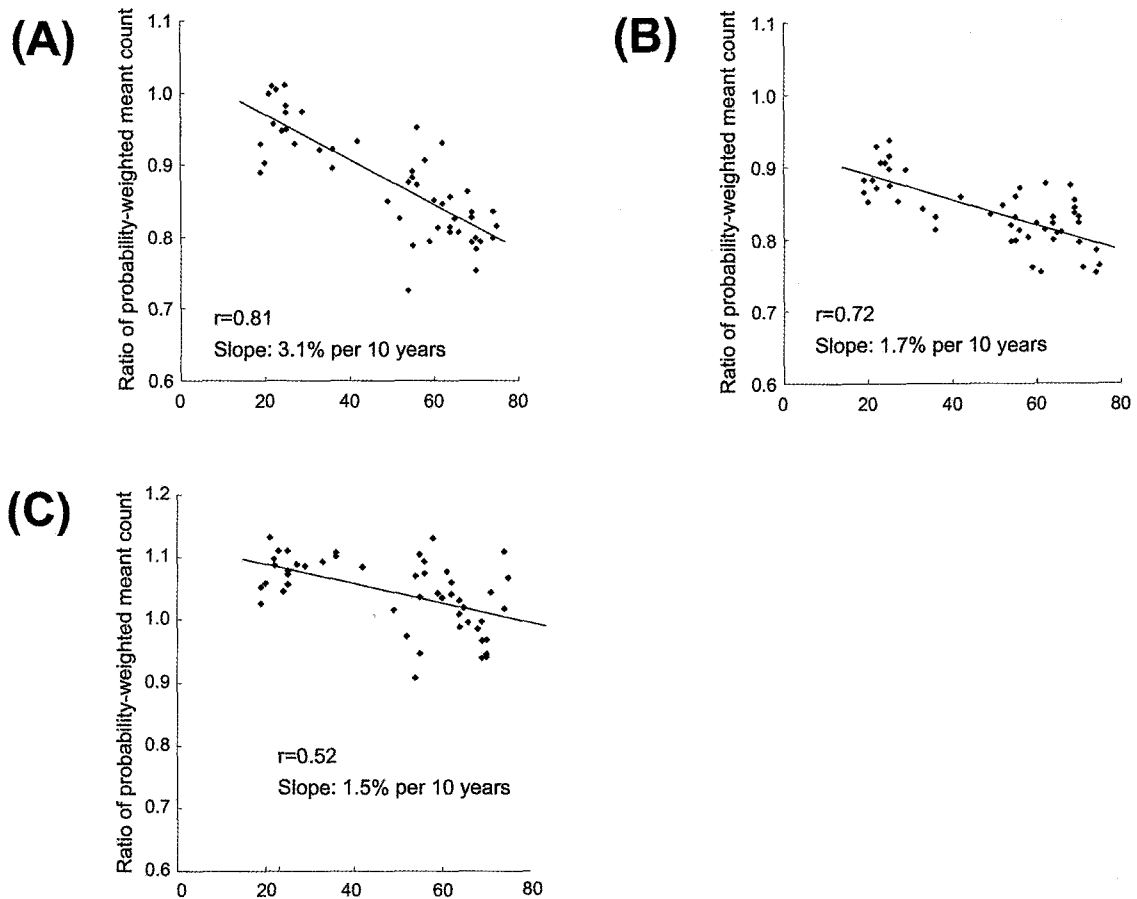 (A)
Ratio of probability-weighted meant count
1.1
1.0
0.9
0.8
0.7
0.6
r=0.81
Slope: 3.1% per 10 years
0 20 40 60 80
(B)
Ratio of probability-weighted meant count
1.1
1.0
0.9
0.8
0.7
0.6
r=0.72
Slope: 1.7% per 10 years
0 20 40 60 80
(C)
Ratio of probability-weighted meant count
1.2
1.1
1.0
0.9
0.8
0.7
0.6
r=0.52
Slope: 1.5% per 10 years
0 20 40 60 80